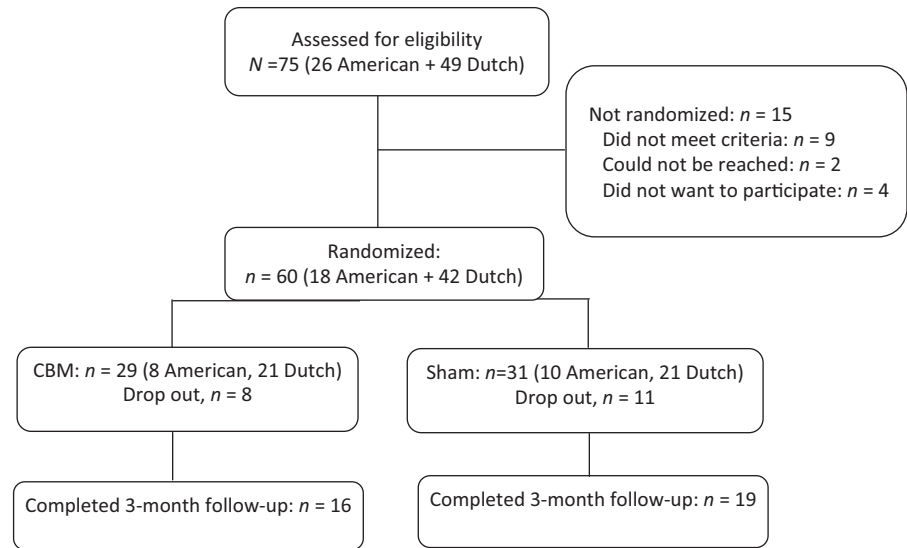 Assessed for eligibility
N =75 (26 American + 49 Dutch)
Not randomized: n = 15
Did not meet criteria: n = 9
Could not be reached: n = 2
Did not want to participate: n = 4
Randomized:
n = 60 (18 American + 42 Dutch)
CBM: n = 29 (8 American, 21 Dutch)
Drop out, n = 8
Sham: n=31 (10 American, 21 Dutch)
Drop out, n = 11
Completed 3-month follow-up: n = 16
Completed 3-month follow-up: n = 19